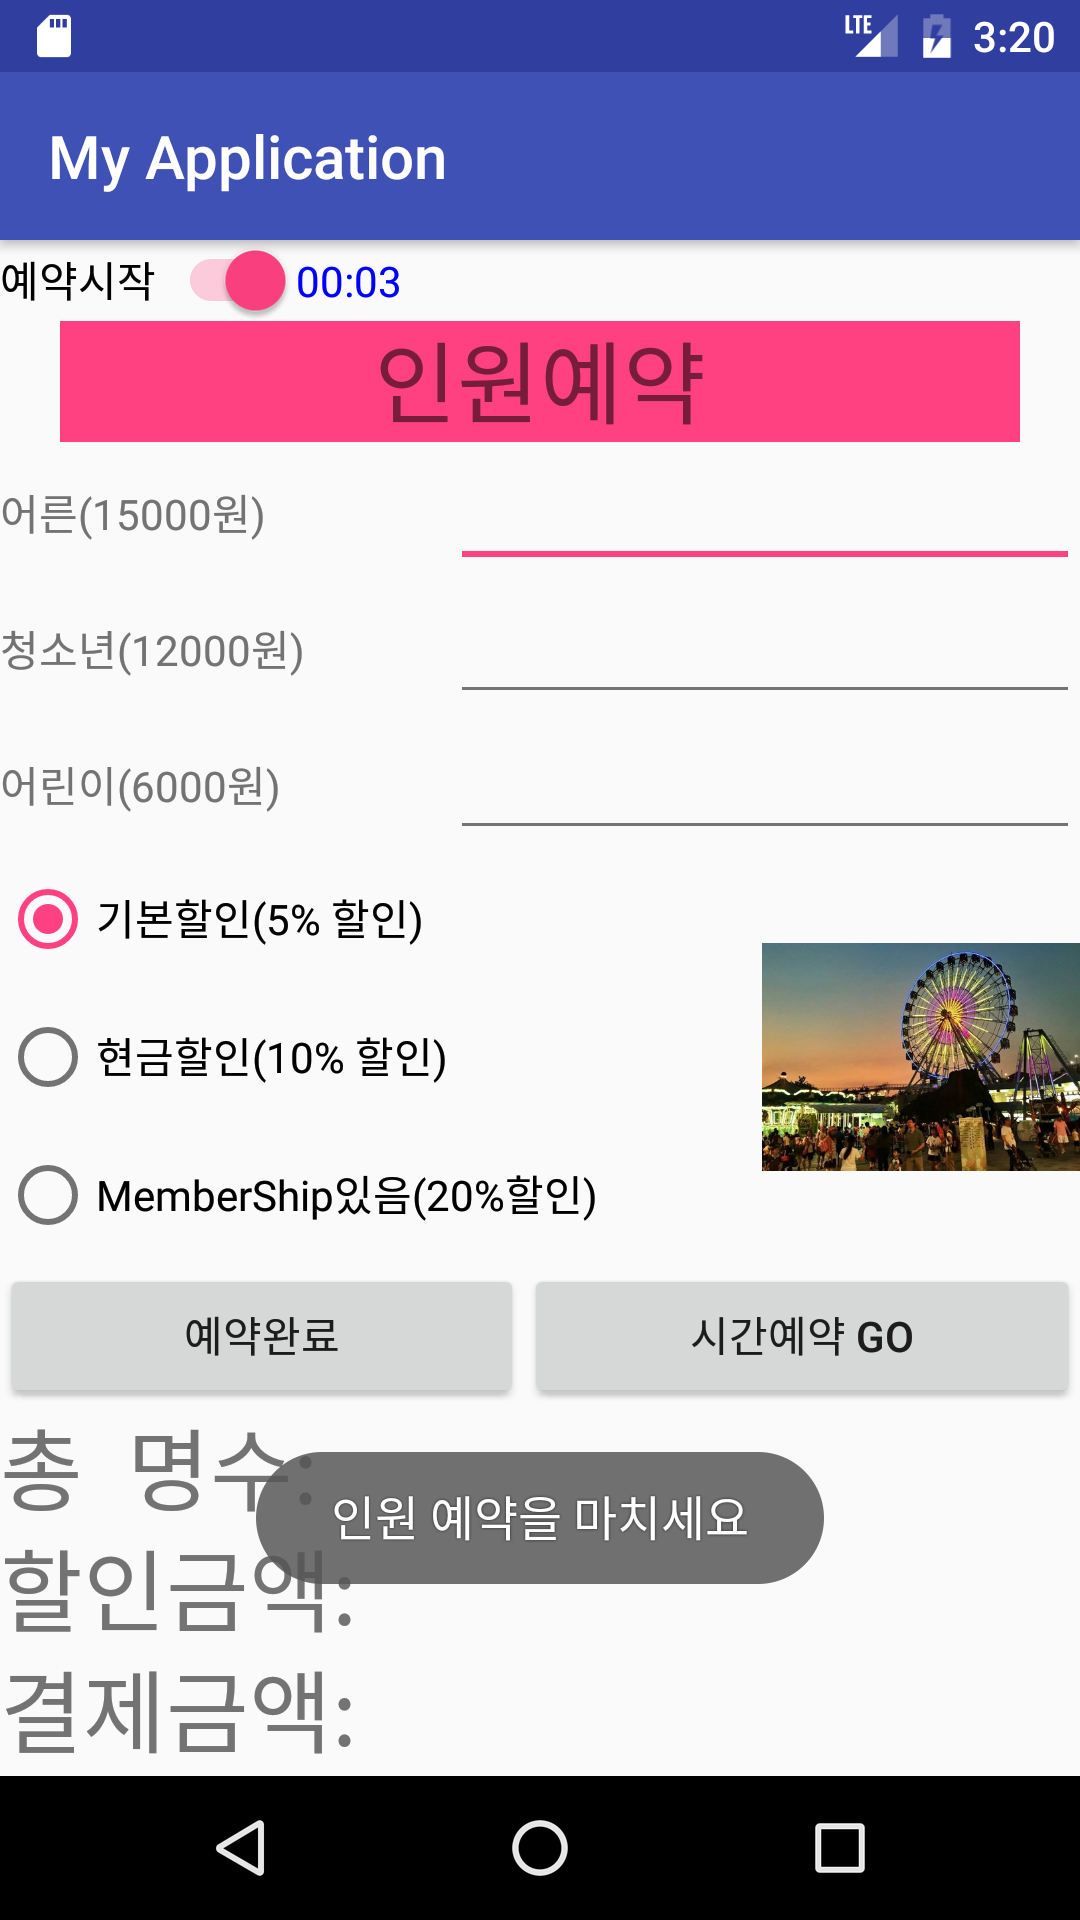 LTE 3:20
My Application
예약시작 00:03
인원예약
어른(15000원)
청소년(12000원)
어린이(6000원)
기본할인(5% 할인)
현금할인(10% 할인)
MemberShip있음(20%할인)
예약완료 시간예약 GO
총 명수:
인원 예약을 마치세요
할인금액:
결제금액: